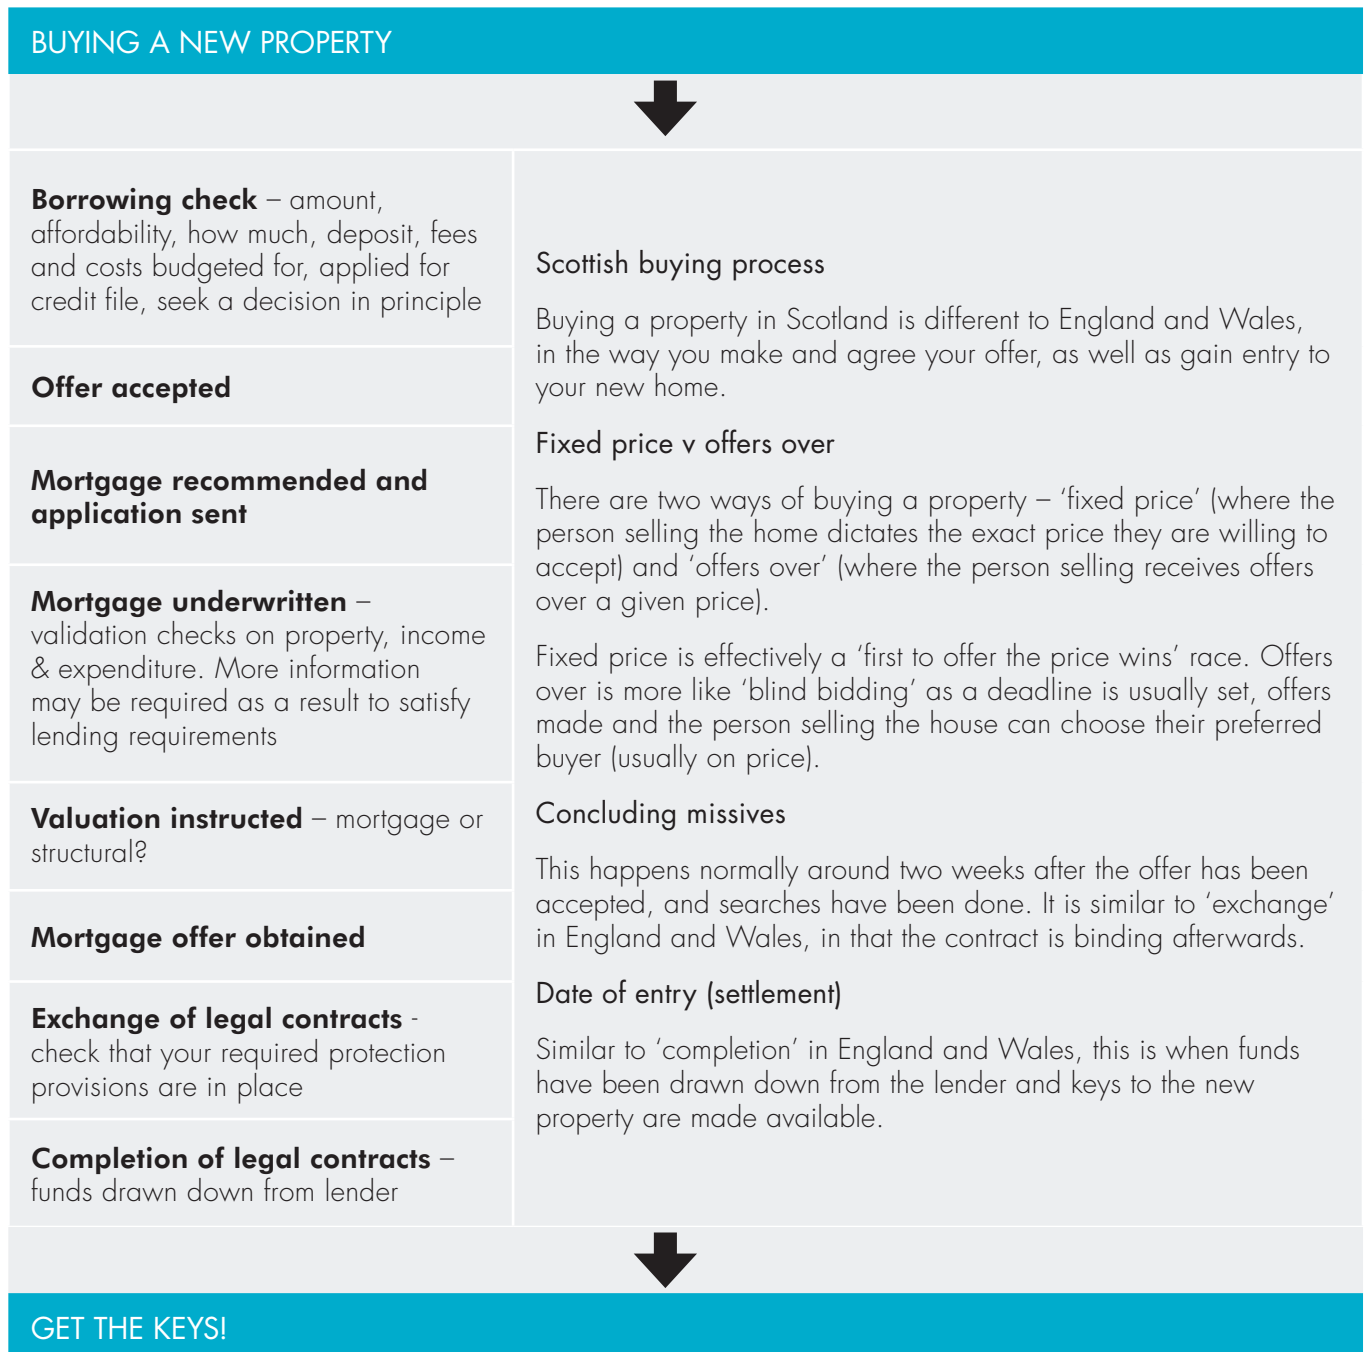 BUYING A NEW PROPERTY
Borrowing check – amount,
affordability, how much, deposit, fees
and costs budgeted for, applied for
credit file, seek a decision in principle
Offer accepted
Mortgage recommended and
application sent
Mortgage underwritten –
validation checks on property, income
& expenditure. More information
may be required as a result to satisfy
lending requirements
Valuation instructed – mortgage or
structural?
Mortgage offer obtained
Exchange of legal contracts -
check that your required protection
provisions are in place
Completion of legal contracts –
funds drawn down from lender
Scottish buying process
Buying a property in Scotland is different to England and Wales,
in the way you make and agree your offer, as well as gain entry to
your new home.
Fixed price v offers over
There are two ways of buying a property – ‘fixed price’ (where the
person selling the home dictates the exact price they are willing to
accept) and ‘offers over’ (where the person selling receives offers
over a given price).
Fixed price is effectively a ‘first to offer the price wins’ race. Offers
over is more like ‘blind bidding’ as a deadline is usually set, offers
made and the person selling the house can choose their preferred
buyer (usually on price).
Concluding missives
This happens normally around two weeks after the offer has been
accepted, and searches have been done. It is similar to ‘exchange’
in England and Wales, in that the contract is binding afterwards.
Date of entry (settlement)
Similar to ‘completion’ in England and Wales, this is when funds
have been drawn down from the lender and keys to the new
property are made available.
GET THE KEYS!